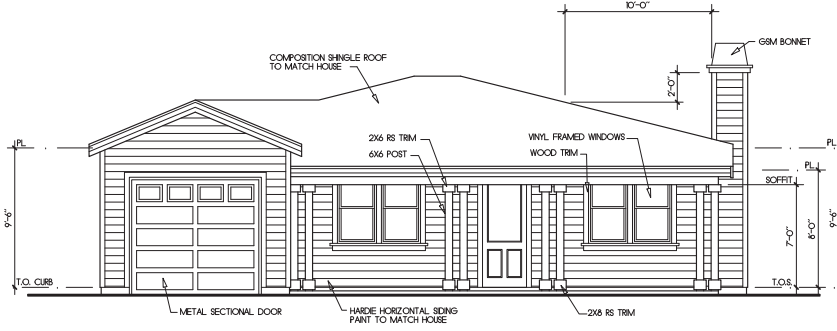 10'-0"
GSM BONNET
COMPOSITION SHINGLE ROOF
TO MATCH HOUSE
2'-0"
2X6 RS TRIM
VINYL FRAMED WINDOWS
PL
6X6 POST
WOOD TRIM
PL
PL
SOFFIT
9'-6"
7'-0"
8'-0"
9'-6"
T.O. CURB
T.O.S.
METAL SECTIONAL DOOR
HARDIE HORIZONTAL SIDING
PAINT TO MATCH HOUSE
2X8 RS TRIM